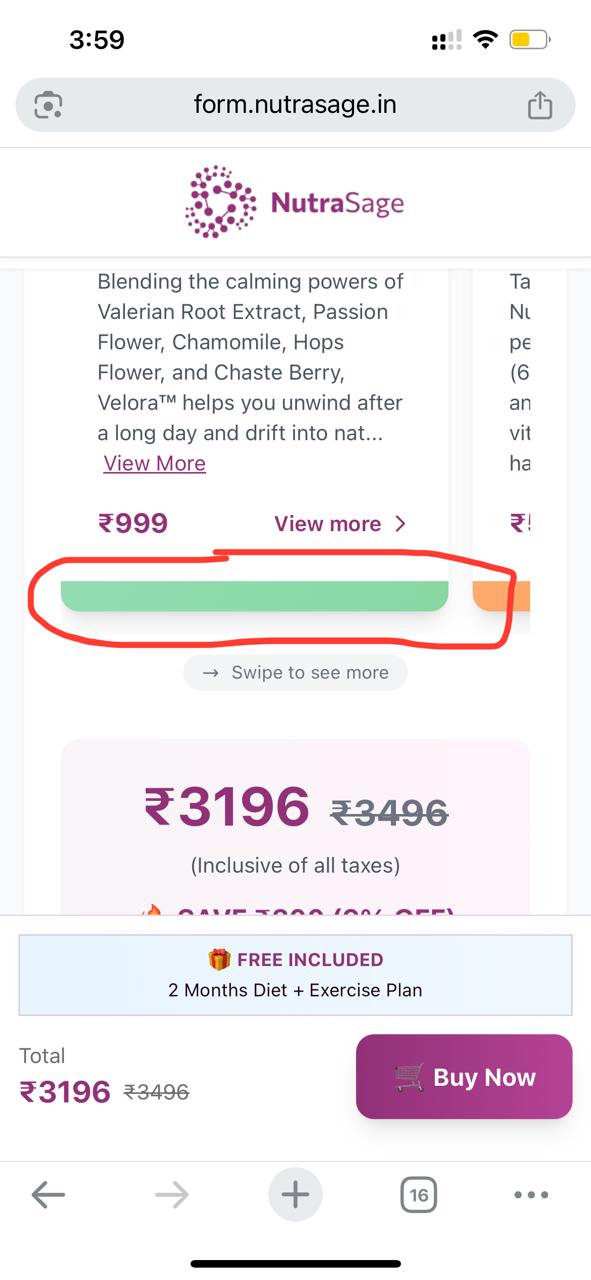 3:59
form.nutrasage.in
NutraSage
Blending the calming powers of
Valerian Root Extract, Passion
Flower, Chamomile, Hops
Flower, and Chaste Berry,
Velora™ helps you unwind after
a long day and drift into nat...
View More
₹999
View more >
Ta
pe
(6
an
vit
ha
→ Swipe to see more
₹3196 ₹3496
(Inclusive of all taxes)
2 Months Diet + Exercise Plan
🎁 FREE INCLUDED
Total
₹3196 ₹3496
🛒 Buy Now
16